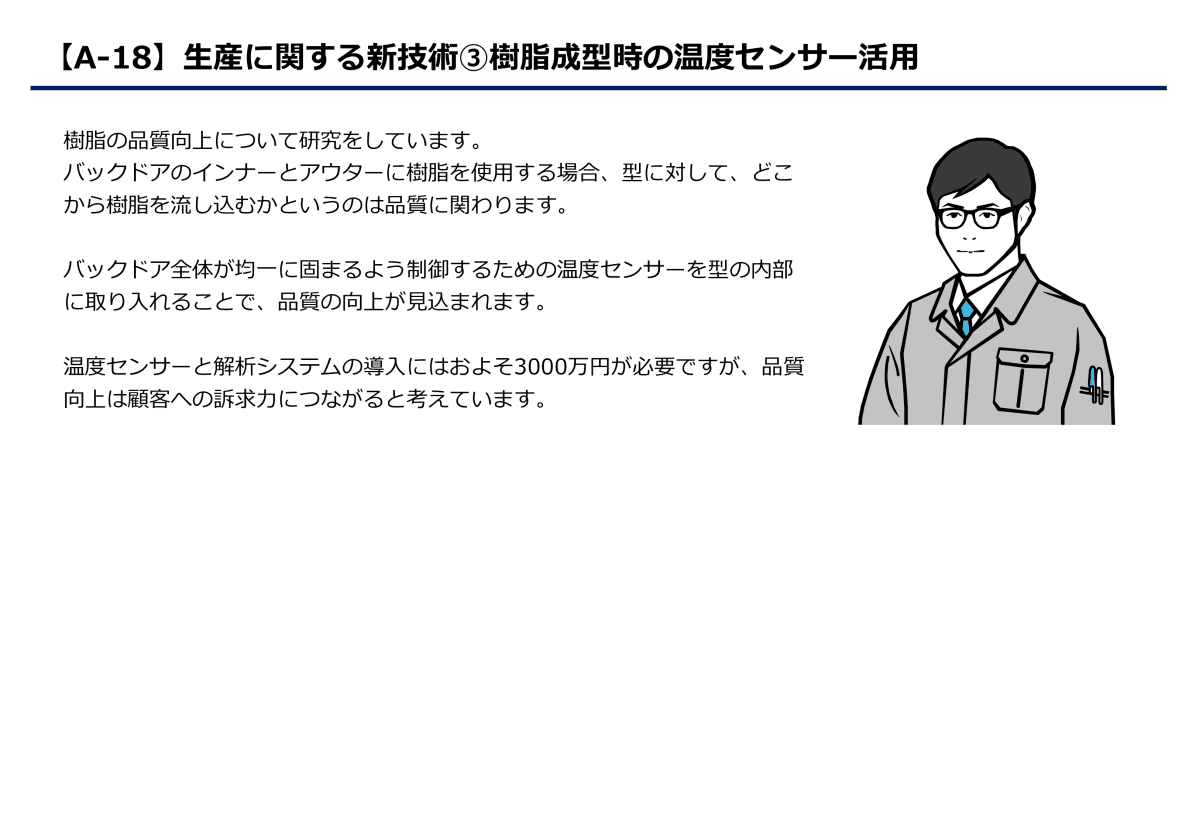 【A-18】生産に関する新技術③樹脂成型時の温度センサー活用
樹脂の品質向上について研究をしています。
バックドアのインナーとアウターに樹脂を使用する場合、型に対して、どこ
から樹脂を流し込むかというのは品質に関わります。
バックドア全体が均一に固まるよう制御するための温度センサーを型の内部
に取り入れることで、品質の向上が見込まれます。
温度センサーと解析システムの導入にはおよそ3000万円が必要ですが、品質
向上は顧客への訴求力につながると考えています。